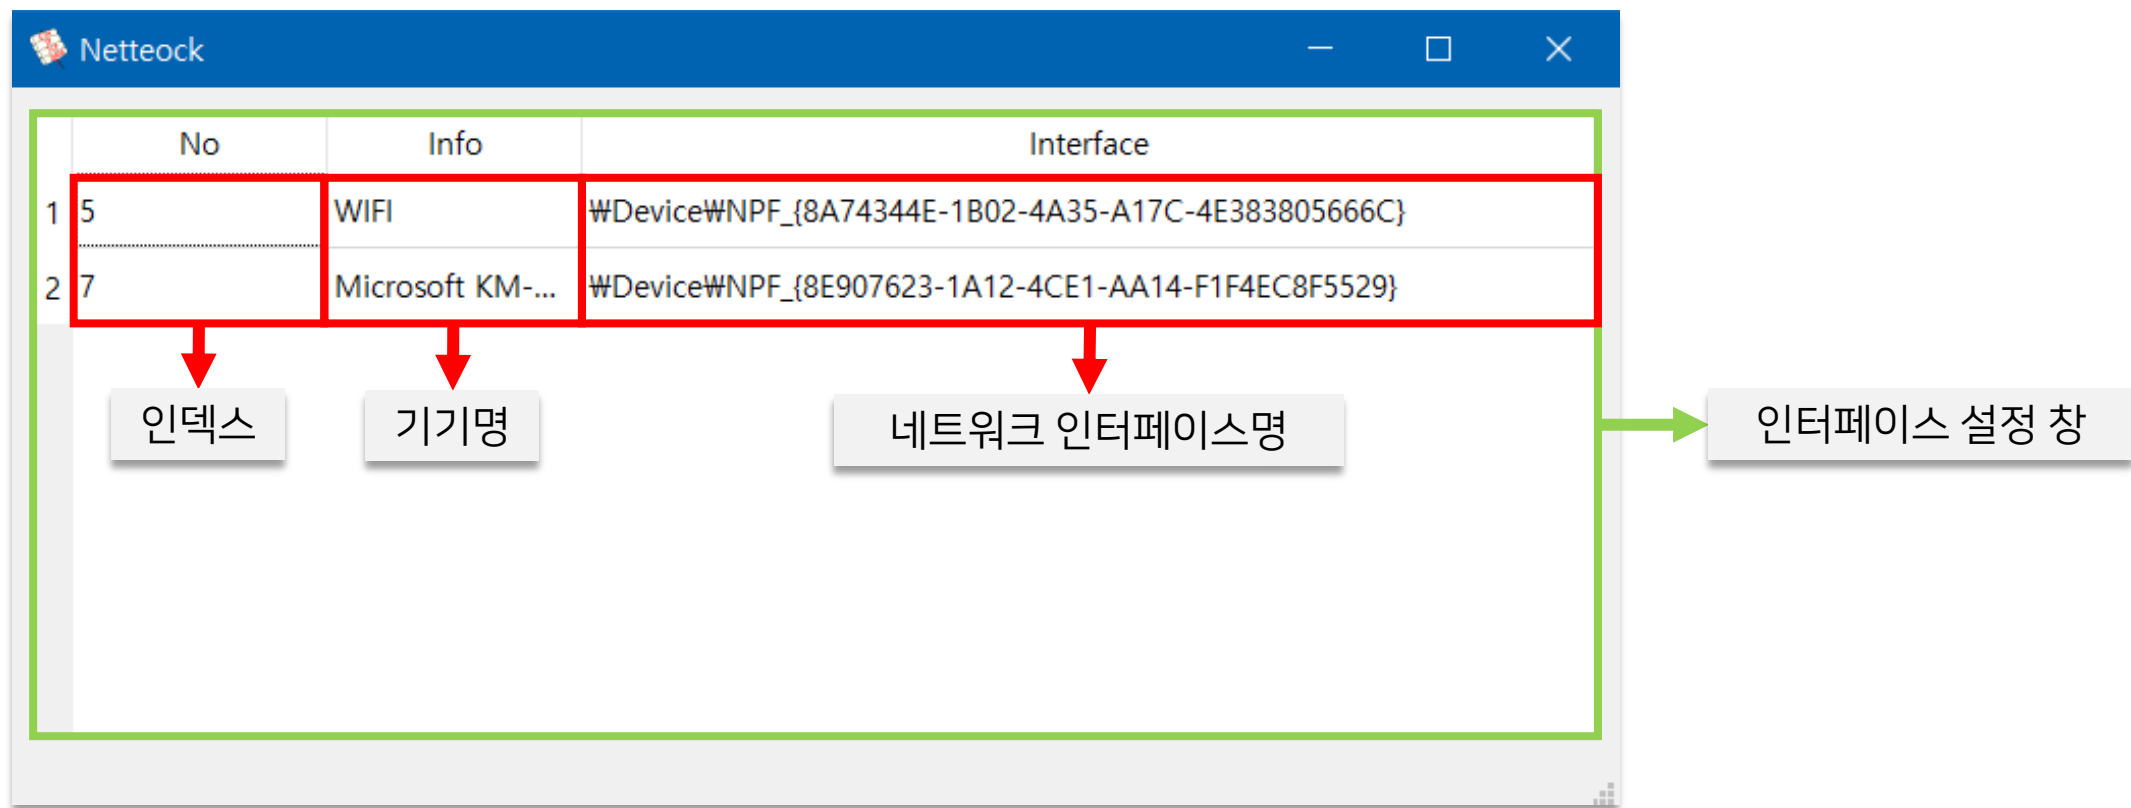 Netteock
No Info Interface
1 5 WIFI ₩Device₩NPF_{8A74344E-1B02-4A35-A17C-4E383805666C}
2 7 Microsoft KM-... ₩Device₩NPF_{8E907623-1A12-4CE1-AA14-F1F4EC8F5529}
인덱스 기기명 네트워크 인터페이스명 인터페이스 설정 창